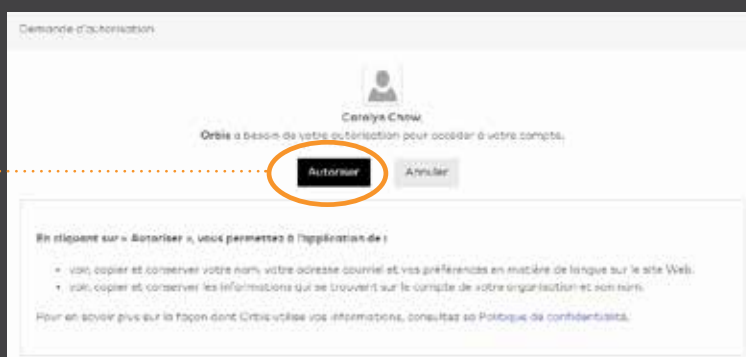 Demande d'autorisation
Carolyn Chow
Orbis a besoin de votre autorisation pour accéder à votre compte.
Autoriser
Annuler
En cliquant sur « Autoriser », vous permettez à l'application de :
• voir, copier et conserver votre nom, votre adresse courriel et vos préférences en matière de langue sur le site Web.
• voir, copier et conserver les informations qui se trouvent sur le compte de votre organisation et son nom.
Pour en savoir plus sur la façon dont Orbis utilise vos informations, consultez sa Politique de confidentialité.